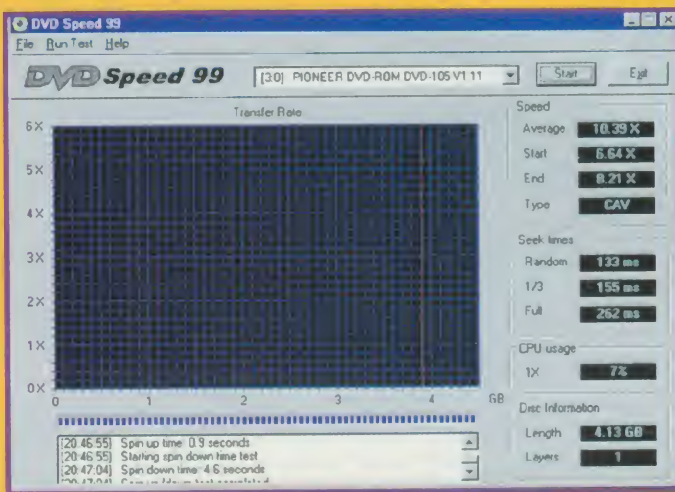 DVD Speed 99
File Run Test Help
DVD Speed 99
[3:0] PIONEER DVD-ROM DVD-105 V1.11
Start
Exit
Transfer Rate
6X
5X
4X
3X
2X
1X
0X
0 1 2 3 4 GB
Speed
Average 10.39 X
Start 6.64 X
End 8.21 X
Type CAV
Seek times
Random 133 ms
1/3 155 ms
Full 262 ms
CPU usage
1X 7%
Disc Information
Length 4.13 GB
Layers 1
[20:46:55] Spin up time: 0.9 seconds
[20:46:55] Starting spin down time test
[20:47:04] Spin down time: 4.6 seconds